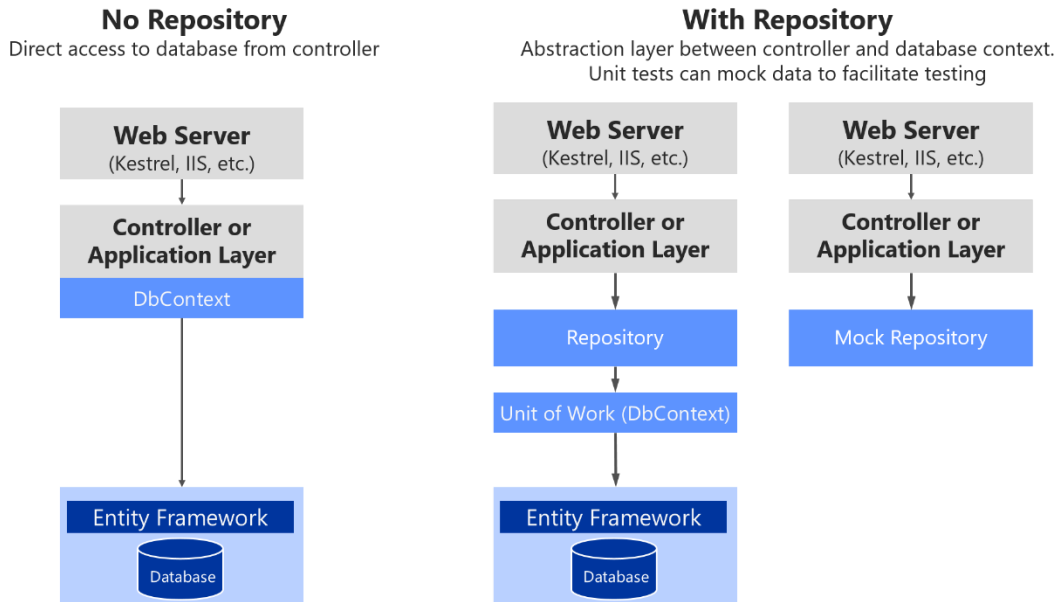 No Repository
Direct access to database from controller
Web Server
(Kestrel, IIS, etc.)
Controller or
Application Layer
DbContext
Entity Framework
Database
With Repository
Abstraction layer between controller and database context.
Unit tests can mock data to facilitate testing
Web Server
(Kestrel, IIS, etc.)
Controller or
Application Layer
Repository
Unit of Work (DbContext)
Entity Framework
Database
Web Server
(Kestrel, IIS, etc.)
Controller or
Application Layer
Mock Repository